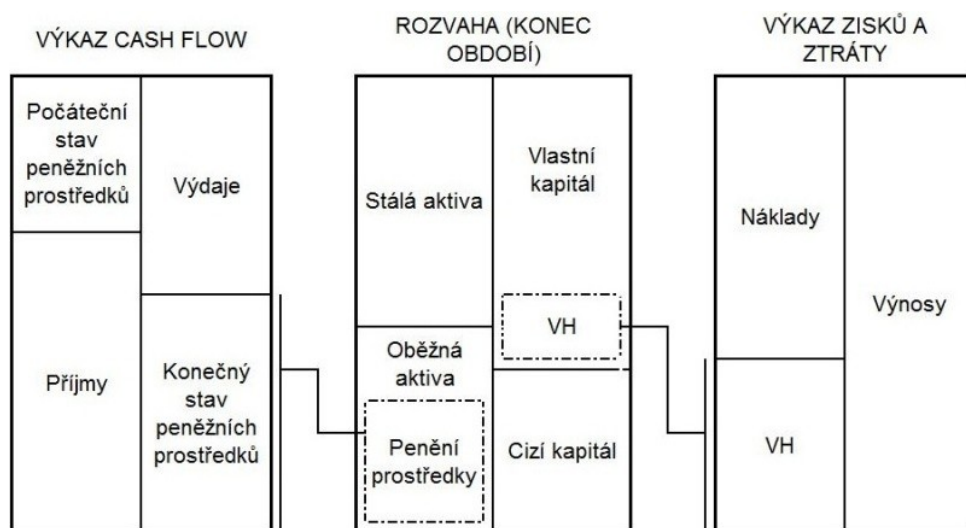 VÝKAZ CASH FLOW
Počáteční
stav
peněžních
prostředků
Výdaje
Příjmy
Konečný
stav
peněžních
prostředků
ROZVAHA (KONEC
OBDOBÍ)
Stálá aktiva
Vlastní
kapitál
VH
Oběžná
aktiva
Penění
prostředky
Cizí kapitál
VÝKAZ ZISKŮ A
ZTRÁTY
Náklady
Výnosy
VH